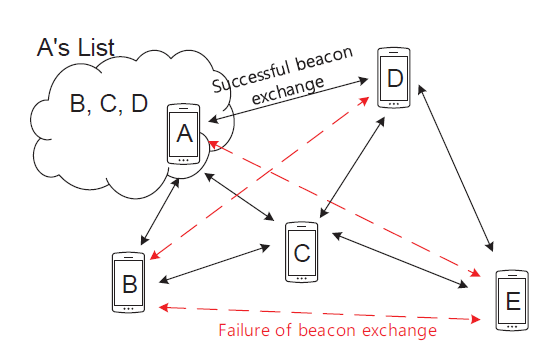 A's List
Successful beacon
exchange
B, C, D
D
A
C
B
E
Failure of beacon exchange